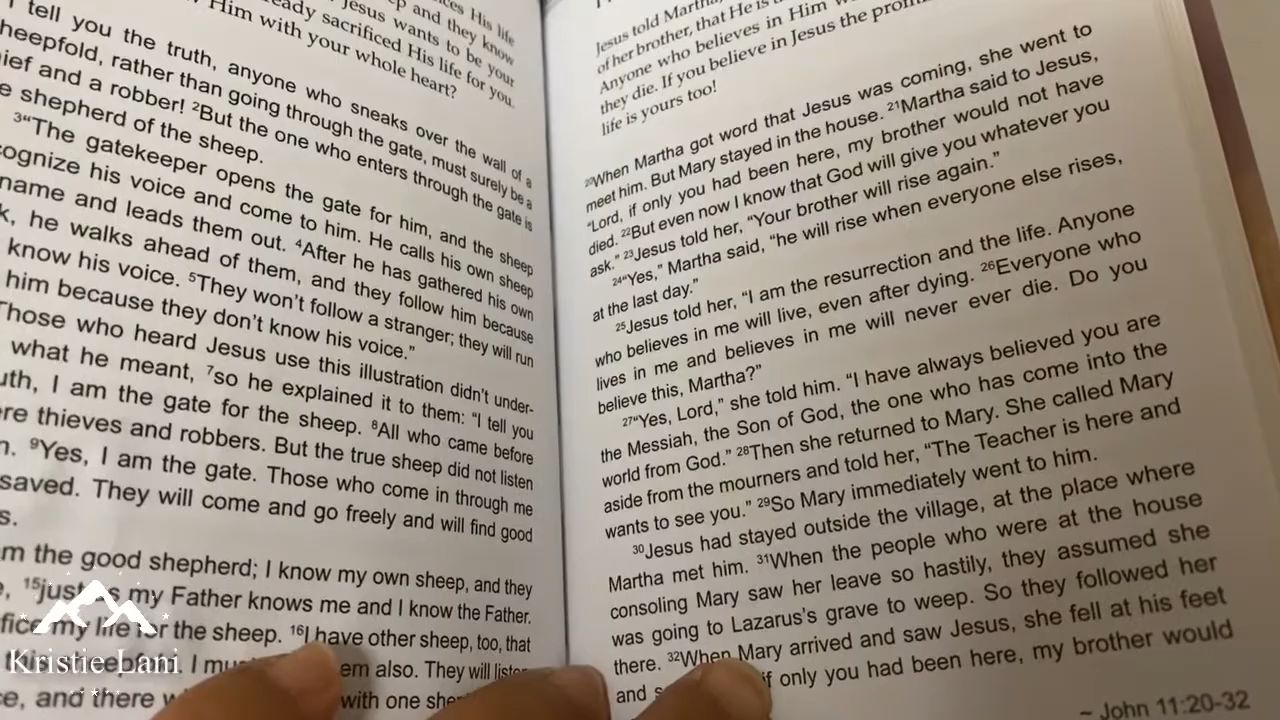 ces His life
p and they know
Jesus wants to be your
ady sacrificed His life for you.
Him with your whole heart?
I tell you the truth, anyone who sneaks over the wall of a
heepfold, rather than going through the gate, must surely be a
ief and a robber! ²But the one who enters through the gate is
e shepherd of the sheep.
³“The gatekeeper opens the gate for him, and the sheep
ognize his voice and come to him. He calls his own sheep
name and leads them out. ⁴After he has gathered his own
k, he walks ahead of them, and they follow him because
know his voice. ⁵They won’t follow a stranger; they will run
him because they don’t know his voice.”
Those who heard Jesus use this illustration didn’t under-
what he meant, ⁷so he explained it to them: “I tell you
uth, I am the gate for the sheep. ⁸All who came before
ere thieves and robbers. But the true sheep did not listen
n. ⁹Yes, I am the gate. Those who come in through me
saved. They will come and go freely and will find good
s.
m the good shepherd; I know my own sheep, and they
e, ¹⁵just as my Father knows me and I know the Father.
fice my life for the sheep. ¹⁶I have other sheep, too, that
I mu em also. They will liste
ce, and there w with one she
Jesus told Martha,
of her brother, that He is
Anyone who believes in Him
they die. If you believe in Jesus the prom
life is yours too!
²⁰When Martha got word that Jesus was coming, she went to
meet him. But Mary stayed in the house. ²¹Martha said to Jesus,
“Lord, if only you had been here, my brother would not have
died. ²²But even now I know that God will give you whatever you
ask.” ²³Jesus told her, “Your brother will rise again.”
²⁴“Yes,” Martha said, “he will rise when everyone else rises,
at the last day.”
²⁵Jesus told her, “I am the resurrection and the life. Anyone
who believes in me will live, even after dying. ²⁶Everyone who
lives in me and believes in me will never ever die. Do you
believe this, Martha?”
²⁷“Yes, Lord,” she told him. “I have always believed you are
the Messiah, the Son of God, the one who has come into the
world from God.” ²⁸Then she returned to Mary. She called Mary
aside from the mourners and told her, “The Teacher is here and
wants to see you.” ²⁹So Mary immediately went to him.
³⁰Jesus had stayed outside the village, at the place where
Martha met him. ³¹When the people who were at the house
consoling Mary saw her leave so hastily, they assumed she
was going to Lazarus’s grave to weep. So they followed her
there. ³²When Mary arrived and saw Jesus, she fell at his feet
and s if only you had been here, my brother would
~ John 11:20-32
Kristie Lani